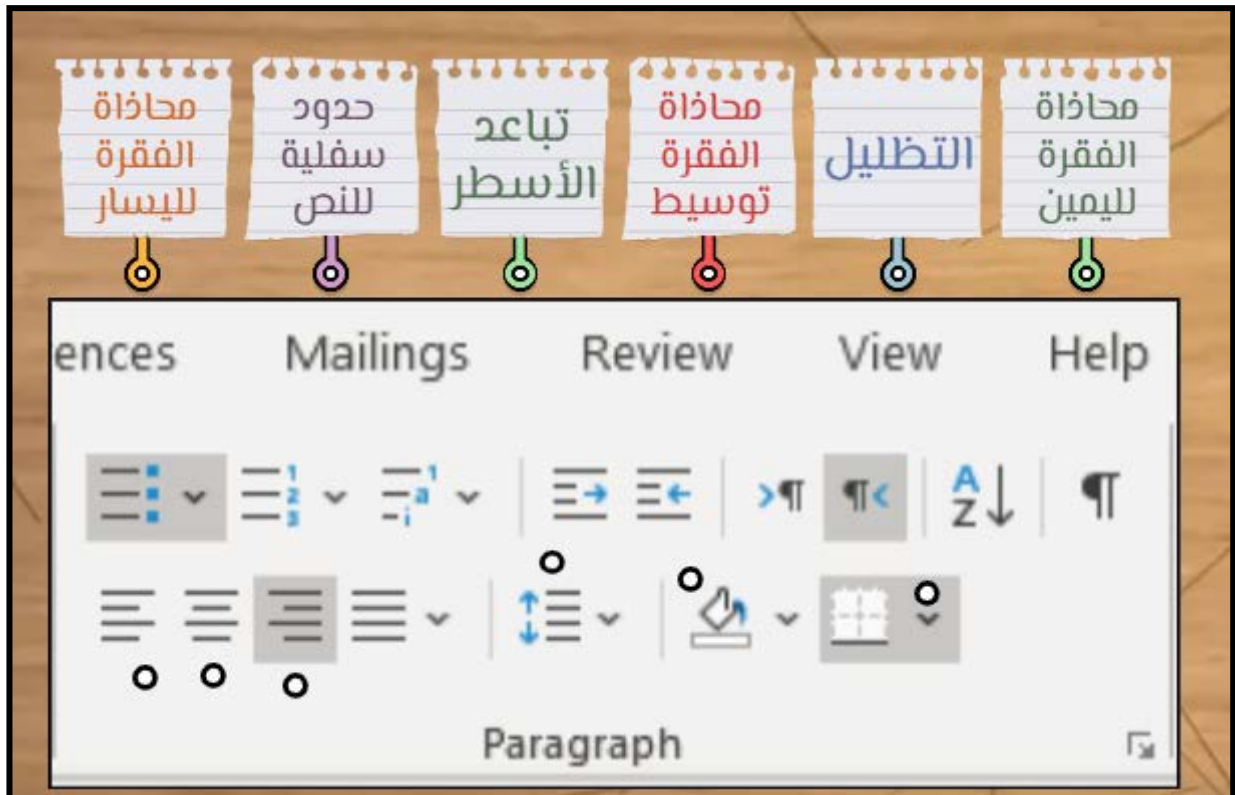 محاذاة
الفقرة
لليمين
التظليل
محاذاة
الفقرة
توسيط
تباعد
الأسطر
حدود
سفلية
للنص
محاذاة
الفقرة
لليسار
ences Mailings Review View Help
Paragraph